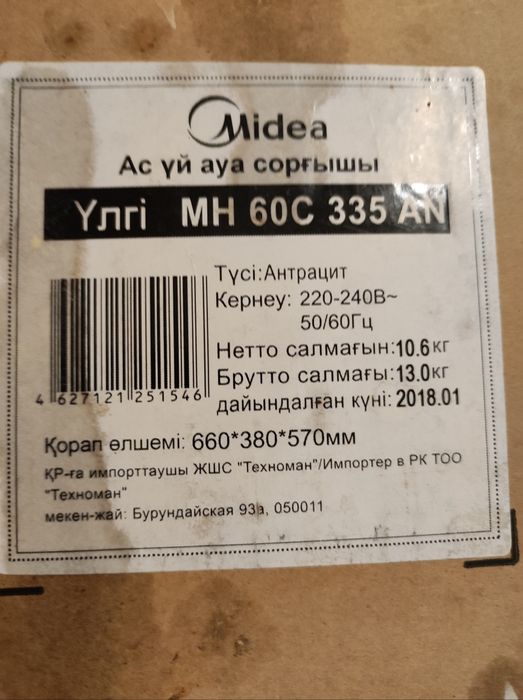 Midea
Ас үй ауа сорғышы
Үлгі MH 60C 335 AN
Түсі:Антрацит
Кернеу: 220-240В~
50/60Гц
Нетто салмағын:10.6кг
Брутто салмағы:13.0кг
дайындалған күні: 2018.01
4 627121 251546
Қорап өлшемі: 660*380*570мм
ҚР-ға импорттаушы ЖШС "Техноман"/Импортер в РК ТОО
"Техноман"
мекен-жай: Бурундайская 93а, 050011